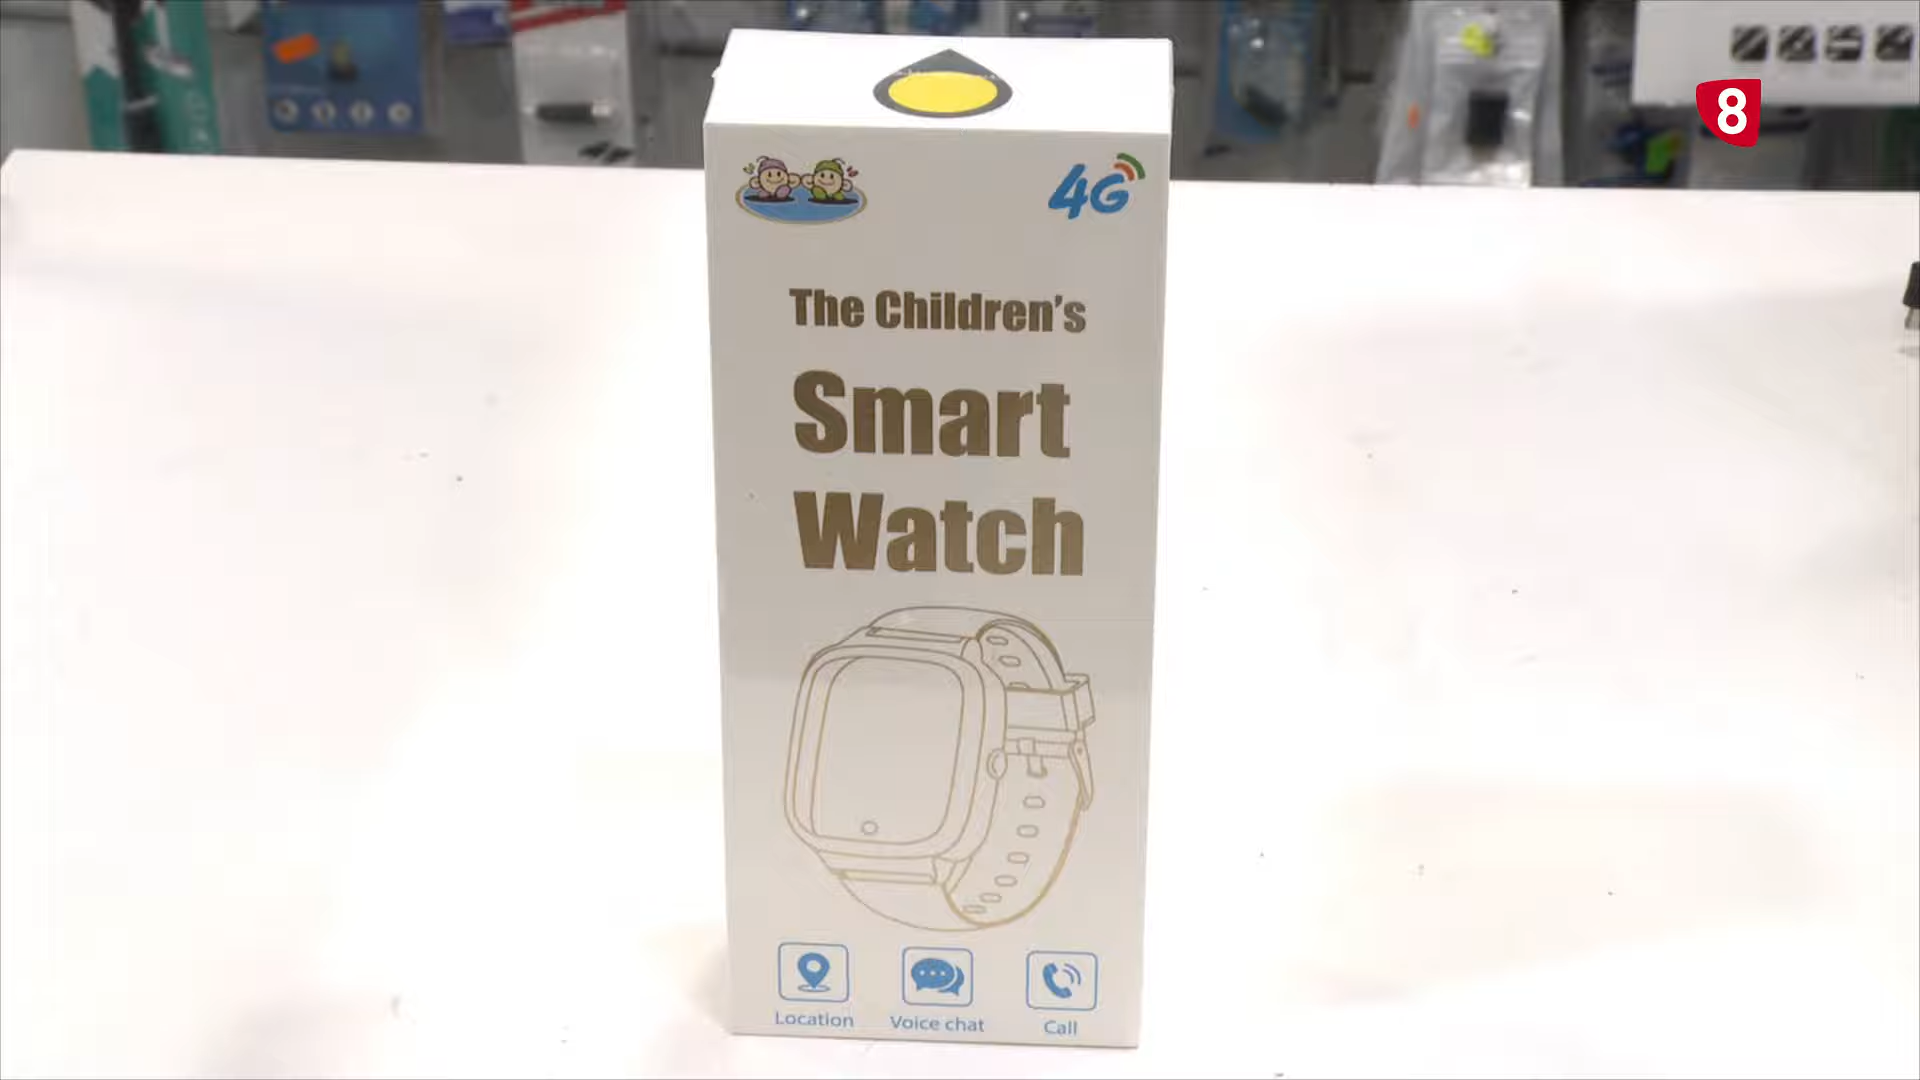 8
4G
The Children's
Smart
Watch
Location
Voice chat
Call